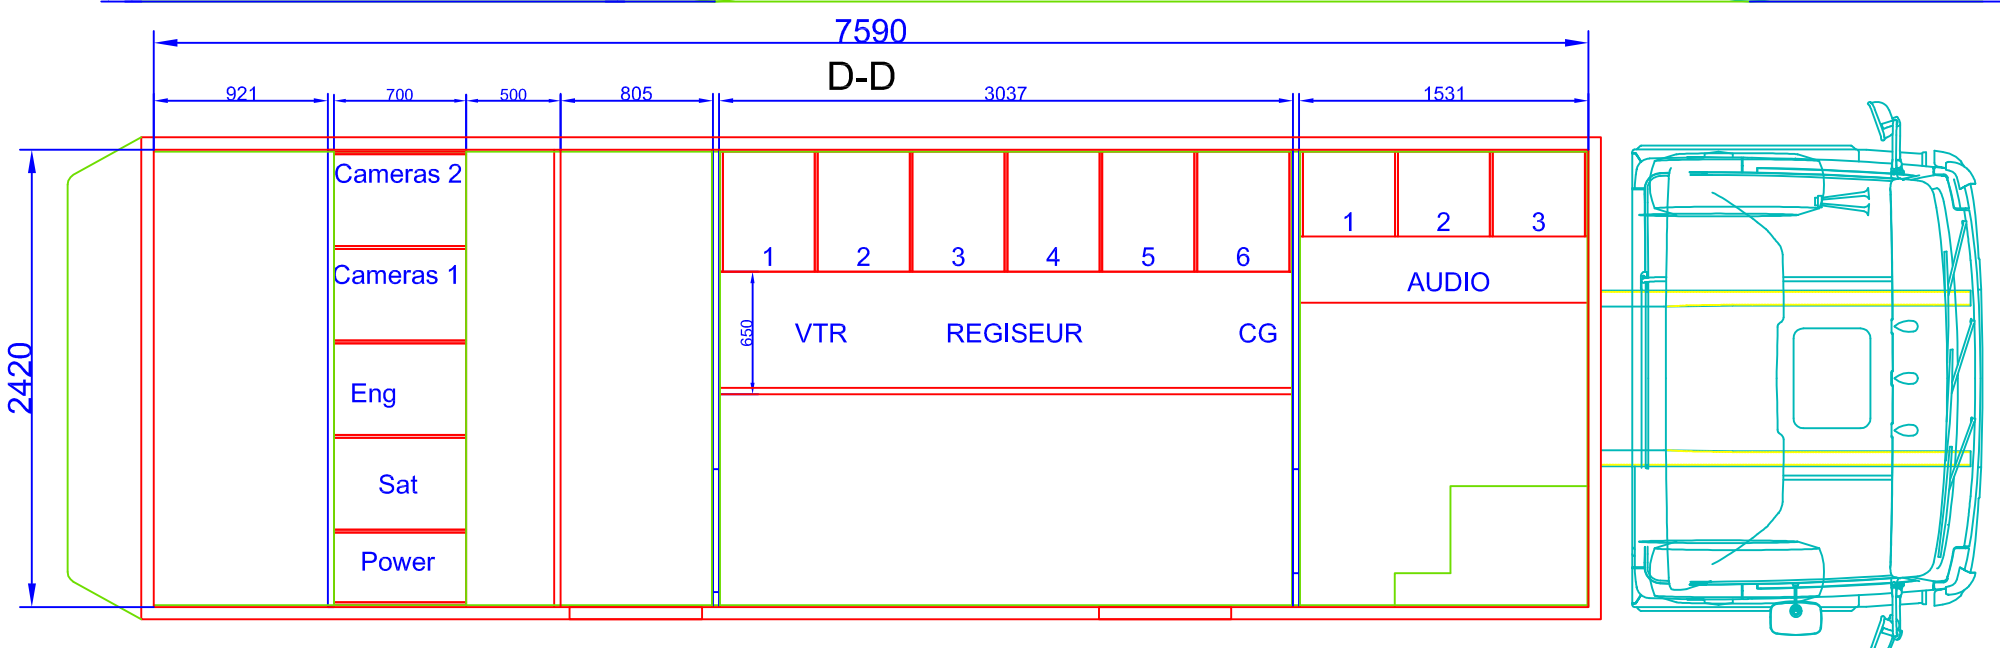 7590
D-D
921 700 500 805 3037 1531
Cameras 2
1 2 3
Cameras 1
1 2 3 4 5 6
AUDIO
650
VTR REGISEUR CG
2420
Eng
Sat
Power